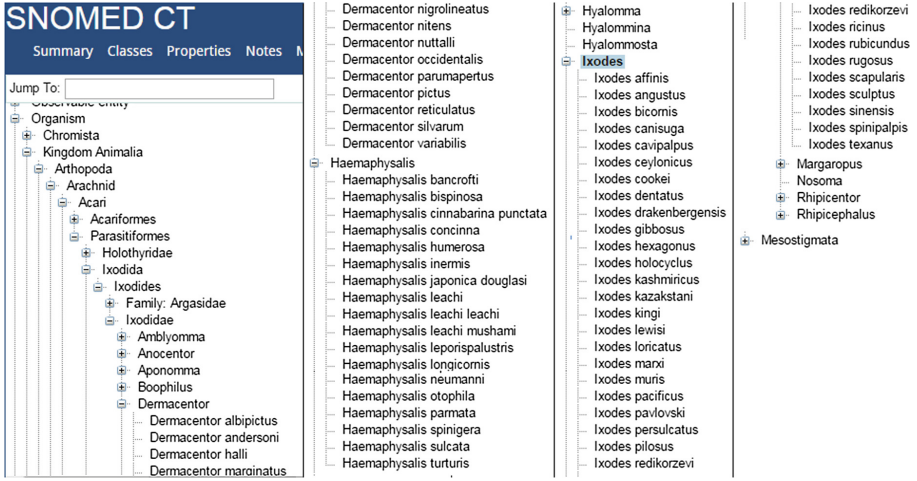 SNOMED CT
Summary Classes Properties Notes M
Jump To:
Observable entity
Organism
Chromista
Kingdom Animalia
Arthopoda
Arachnid
Acari
Acariformes
Parasitiformes
Holothyridae
Ixodida
Ixodides
Family: Argasidae
Ixodidae
Amblyomma
Anocentor
Aponomma
Boophilus
Dermacentor
Dermacentor albipictus
Dermacentor andersoni
Dermacentor halli
Dermacentor marginatus
Dermacentor nigrolineatus
Dermacentor nitens
Dermacentor nuttalli
Dermacentor occidentalis
Dermacentor parumapertus
Dermacentor pictus
Dermacentor reticulatus
Dermacentor silvarum
Dermacentor variabilis
Haemaphysalis
Haemaphysalis bancrofti
Haemaphysalis bispinosa
Haemaphysalis cinnabarina punctata
Haemaphysalis concinna
Haemaphysalis humerosa
Haemaphysalis inermis
Haemaphysalis japonica douglasi
Haemaphysalis leachi
Haemaphysalis leachi leachi
Haemaphysalis leachi mushami
Haemaphysalis leporispalustris
Haemaphysalis longicornis
Haemaphysalis neumanni
Haemaphysalis otophila
Haemaphysalis parmata
Haemaphysalis spinigera
Haemaphysalis sulcata
Haemaphysalis turturis
Hyalomma
Hyalommina
Hyalommosta
Ixodes
Ixodes affinis
Ixodes angustus
Ixodes bicornis
Ixodes canisuga
Ixodes cavipalpus
Ixodes ceylonicus
Ixodes cookei
Ixodes dentatus
Ixodes drakenbergensis
Ixodes gibbosus
Ixodes hexagonus
Ixodes holocyclus
Ixodes kashmiricus
Ixodes kazakstani
Ixodes kingi
Ixodes lewisi
Ixodes loricatus
Ixodes marxi
Ixodes muris
Ixodes pacificus
Ixodes pavlovski
Ixodes persulcatus
Ixodes pilosus
Ixodes redikorzevi
Ixodes redikorzevi
Ixodes ricinus
Ixodes rubicundus
Ixodes rugosus
Ixodes scapularis
Ixodes sculptus
Ixodes sinensis
Ixodes spinipalpis
Ixodes texanus
Margaropus
Nosoma
Rhipicentor
Rhipicephalus
Mesostigmata